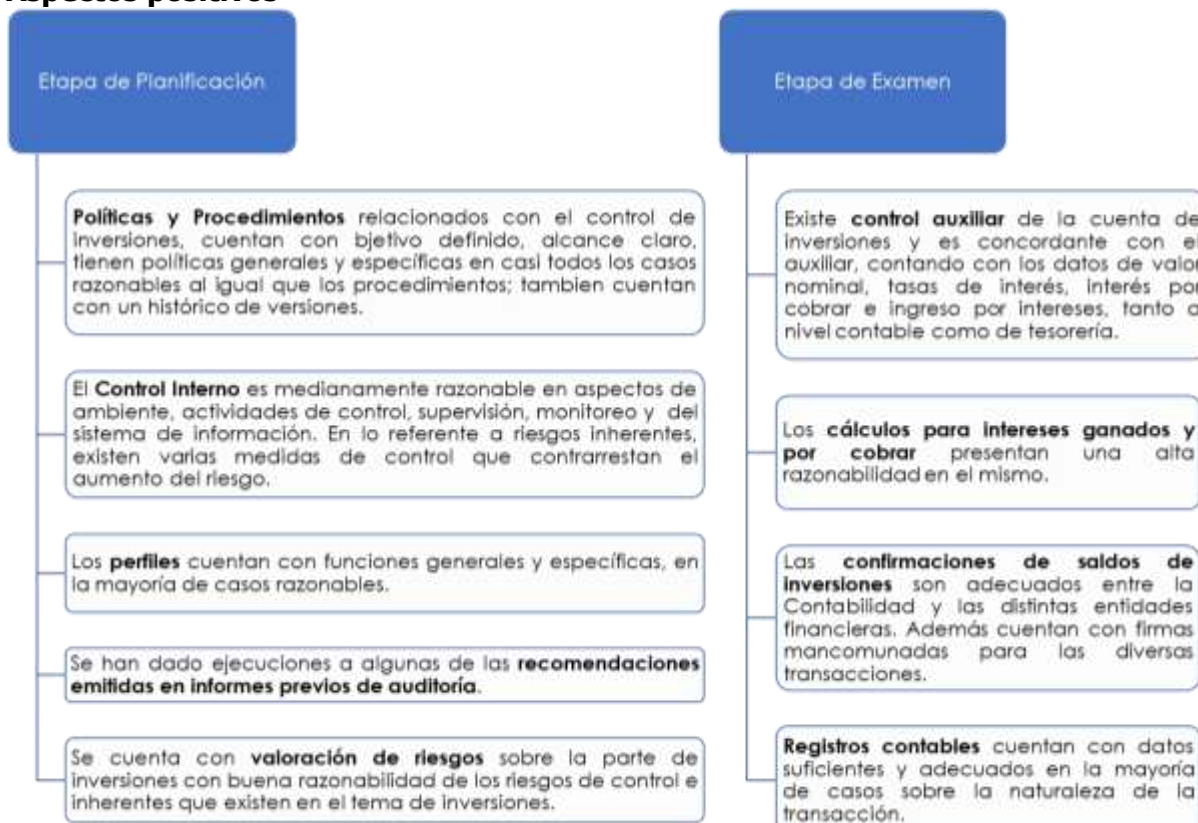 Aspectos positivos
Etapa de Planificación
Políticas y Procedimientos relacionados con el control de
inversiones, cuentan con bjetivo definido, alcance claro,
tienen políticas generales y específicas en casi todos los casos
razonables al igual que los procedimientos; tambien cuentan
con un histórico de versiones.
El Control Interno es medianamente razonable en aspectos de
ambiente, actividades de control, supervisión, monitoreo y del
sistema de información. En lo referente a riesgos inherentes,
existen varias medidas de control que contrarrestan el
aumento del riesgo.
Los perfiles cuentan con funciones generales y específicas, en
la mayoría de casos razonables.
Se han dado ejecuciones a algunas de las recomendaciones
emitidas en informes previos de auditoría.
Se cuenta con valoración de riesgos sobre la parte de
inversiones con buena razonabilidad de los riesgos de control e
inherentes que existen en el tema de inversiones.
Etapa de Examen
Existe control auxiliar de la cuenta de
inversiones y es concordante con el
auxiliar, contando con los datos de valor
nominal, tasas de interés, interés por
cobrar e ingreso por intereses, tanto a
nivel contable como de tesorería.
Los cálculos para intereses ganados y
por cobrar presentan una alta
razonabilidad en el mismo.
Las confirmaciones de saldos de
inversiones son adecuados entre la
Contabilidad y las distintas entidades
financieras. Además cuentan con firmas
mancomunadas para las diversas
transacciones.
Registros contables cuentan con datos
suficientes y adecuados en la mayoría
de casos sobre la naturaleza de la
transacción.